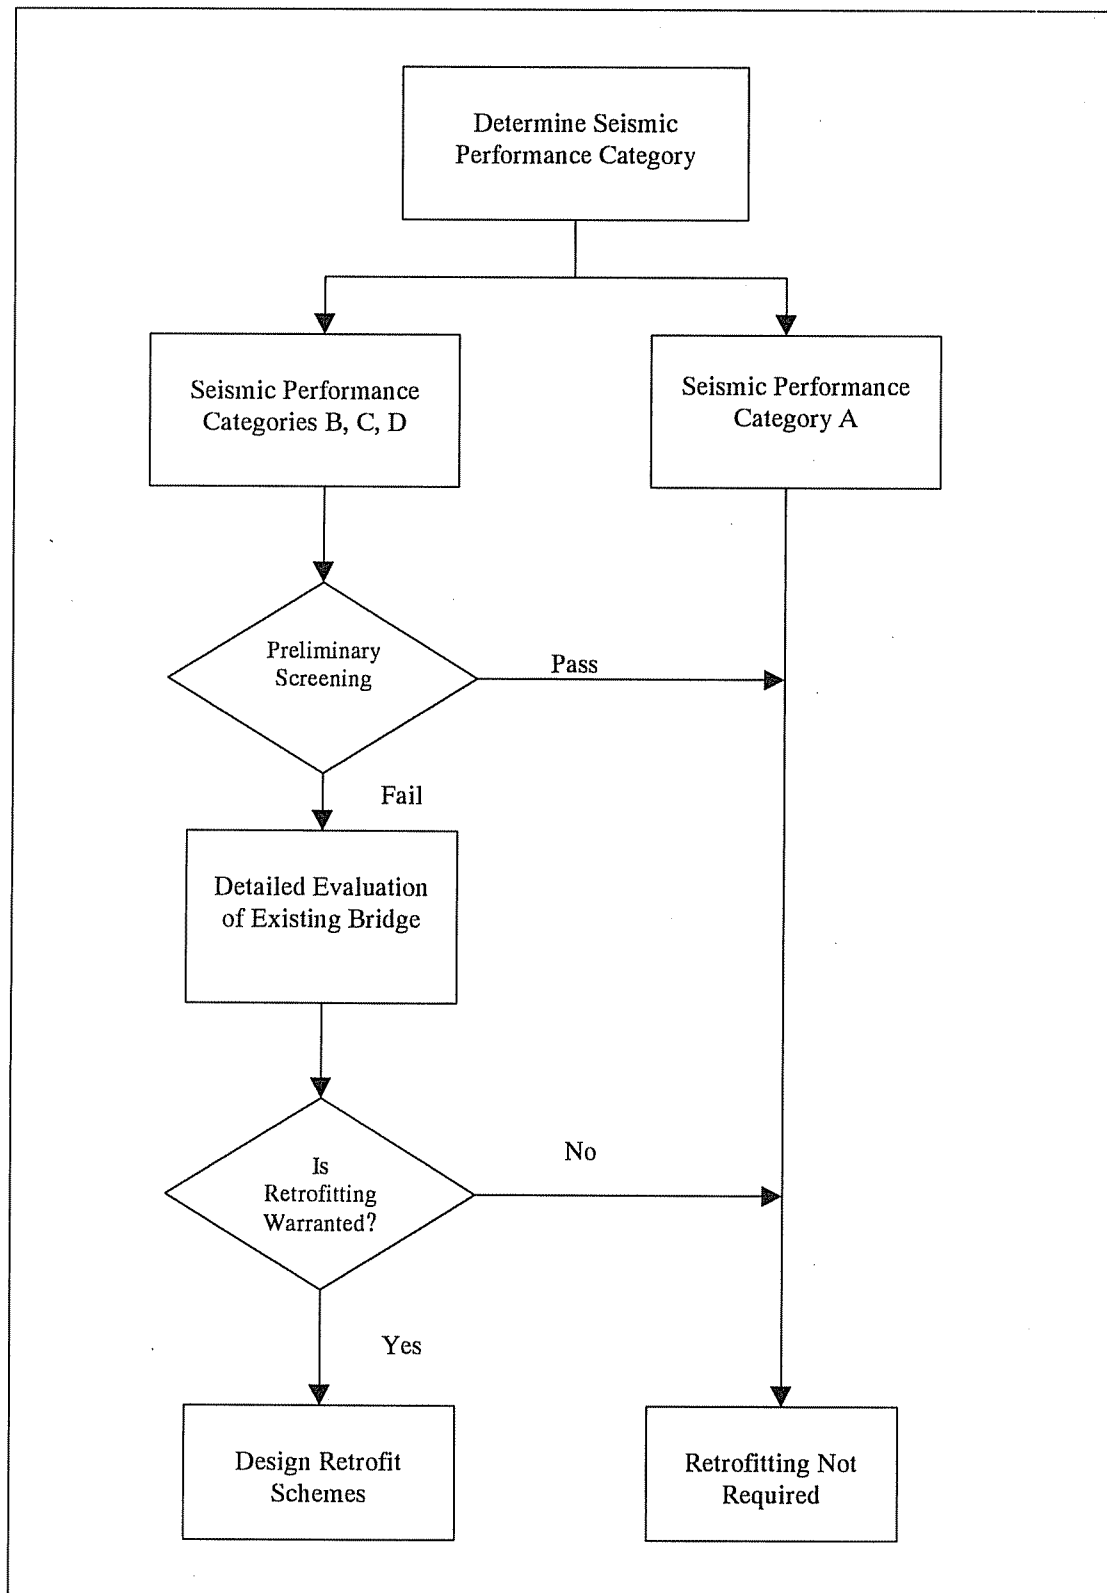 Determine Seismic
Performance Category
Seismic Performance
Categories B, C, D
Seismic Performance
Category A
Preliminary
Screening
Pass
Fail
Detailed Evaluation
of Existing Bridge
Is
Retrofitting
Warranted?
No
Yes
Design Retrofit
Schemes
Retrofitting Not
Required